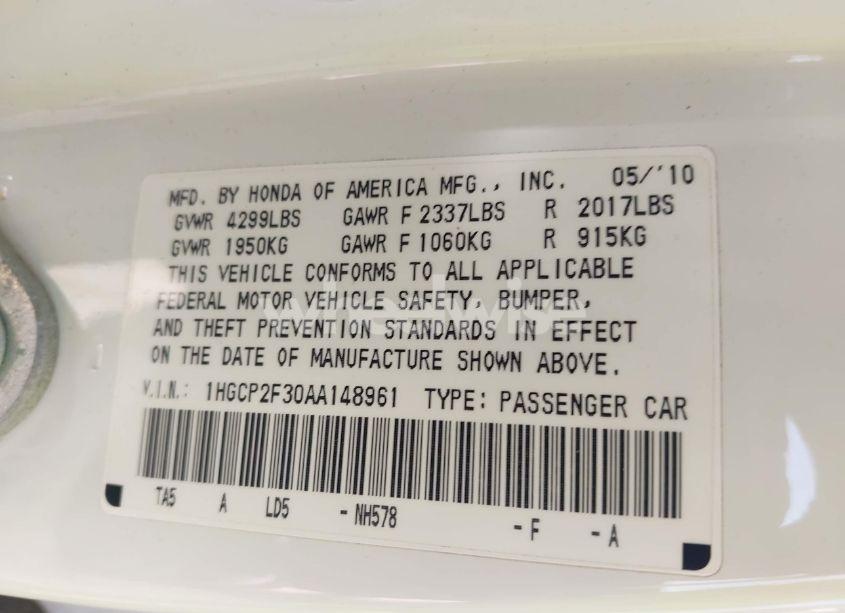 MFD. BY HONDA OF AMERICA MFG., INC. 05/'10
GVWR 4299LBS GAWR F 2337LBS R 2017LBS
GVWR 1950KG GAWR F 1060KG R 915KG
THIS VEHICLE CONFORMS TO ALL APPLICABLE
FEDERAL MOTOR VEHICLE SAFETY, BUMPER,
wheelwise
AND THEFT PREVENTION STANDARDS IN EFFECT
ON THE DATE OF MANUFACTURE SHOWN ABOVE.
V.I.N.: 1HGCP2F30AA148961 TYPE: PASSENGER CAR
TA5 A LD5 -NH578 -F -A